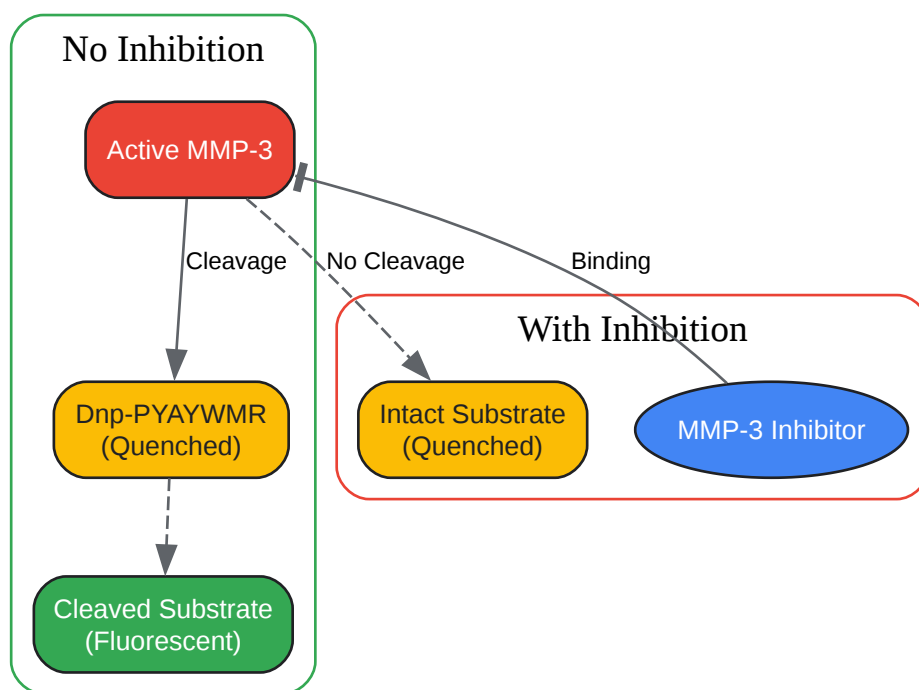 No Inhibition
Active MMP-3
Cleavage
No Cleavage
Binding
With Inhibition
Dnp-PYAYWMR
(Quenched)
Intact Substrate
(Quenched)
MMP-3 Inhibitor
Cleaved Substrate
(Fluorescent)